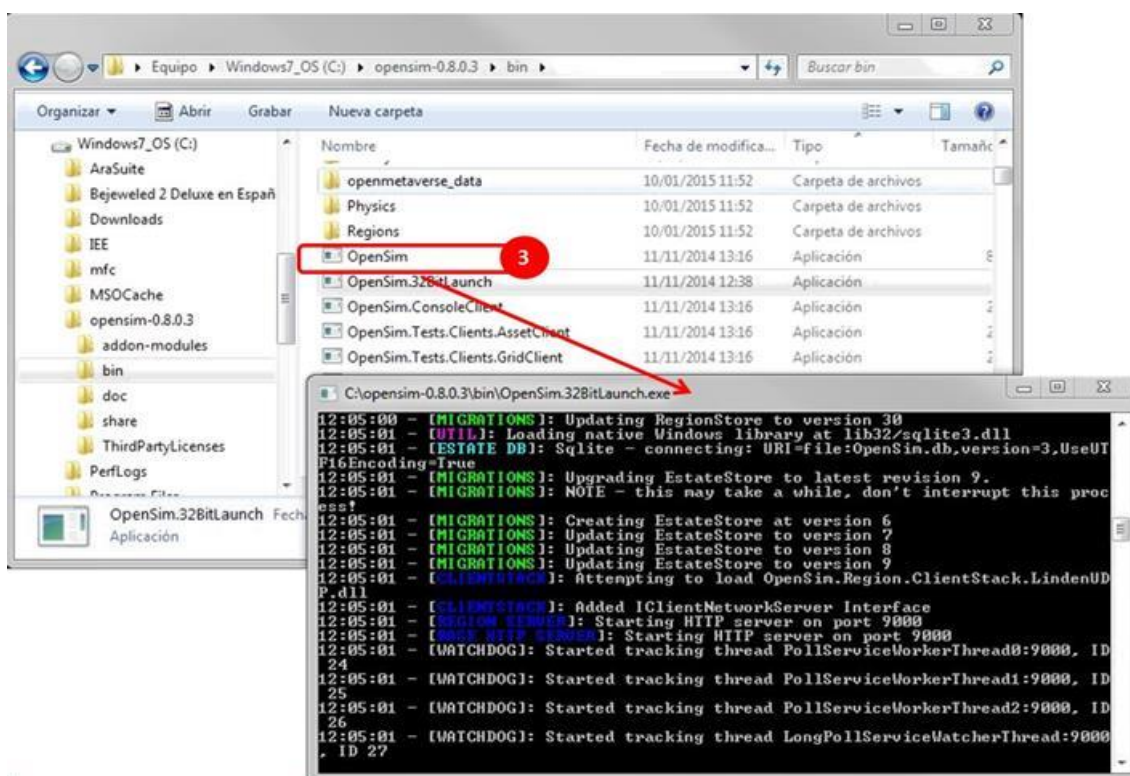 Equipo Windows7_OS (C:) opensim-0.8.0.3 bin
Buscar bin
Organizar Abrir Grabar Nueva carpeta
Windows7_OS (C:)
AraSuite
Bejeweled 2 Deluxe en Españ
Downloads
IEE
mfc
MSOCache
opensim-0.8.0.3
addon-modules
bin
doc
share
ThirdPartyLicenses
PerfLogs
Nombre Fecha de modifica... Tipo Tamañc
openmetaverse_data 10/01/2015 11:52 Carpeta de archivos
Physics 10/01/2015 11:52 Carpeta de archivos
Regions 10/01/2015 11:52 Carpeta de archivos
OpenSim 3 11/11/2014 13:16 Aplicación
OpenSim.32BitLaunch 11/11/2014 12:38 Aplicación
OpenSim.ConsoleClient 11/11/2014 13:16 Aplicación
OpenSim.Tests.Clients.AssetClient 11/11/2014 13:16 Aplicación
OpenSim.Tests.Clients.GridClient 11/11/2014 13:16 Aplicación
OpenSim.32BitLaunch Fech
Aplicación
C:\opensim-0.8.0.3\bin\OpenSim.32BitLaunch.exe
12:05:00 - [MIGRATIONS]: Updating RegionStore to version 30
12:05:01 - [UTIL]: Loading native Windows library at lib32/sqlite3.dll
12:05:01 - [ESTATE DB]: Sqlite - connecting: URI=file:OpenSim.db,version=3,UseUT
F16Encoding=True
12:05:01 - [MIGRATIONS]: Upgrading EstateStore to latest revision 9.
12:05:01 - [MIGRATIONS]: NOTE - this may take a while, don't interrupt this proc
ess!
12:05:01 - [MIGRATIONS]: Creating EstateStore at version 6
12:05:01 - [MIGRATIONS]: Updating EstateStore to version 7
12:05:01 - [MIGRATIONS]: Updating EstateStore to version 8
12:05:01 - [MIGRATIONS]: Updating EstateStore to version 9
12:05:01 - [CLIENTSTACK]: Attempting to load OpenSim.Region.ClientStack.LindenUD
P.dll
12:05:01 - [CLIENTSTACK]: Added IClientNetworkServer Interface
12:05:01 - [REGION SERVER]: Starting HTTP server on port 9000
12:05:01 - [BASE HTTP SERVER]: Starting HTTP server on port 9000
12:05:01 - [WATCHDOG]: Started tracking thread PollServiceWorkerThread0:9000, ID
24
12:05:01 - [WATCHDOG]: Started tracking thread PollServiceWorkerThread1:9000, ID
25
12:05:01 - [WATCHDOG]: Started tracking thread PollServiceWorkerThread2:9000, ID
26
12:05:01 - [WATCHDOG]: Started tracking thread LongPollServiceWatcherThread:9000
, ID 27